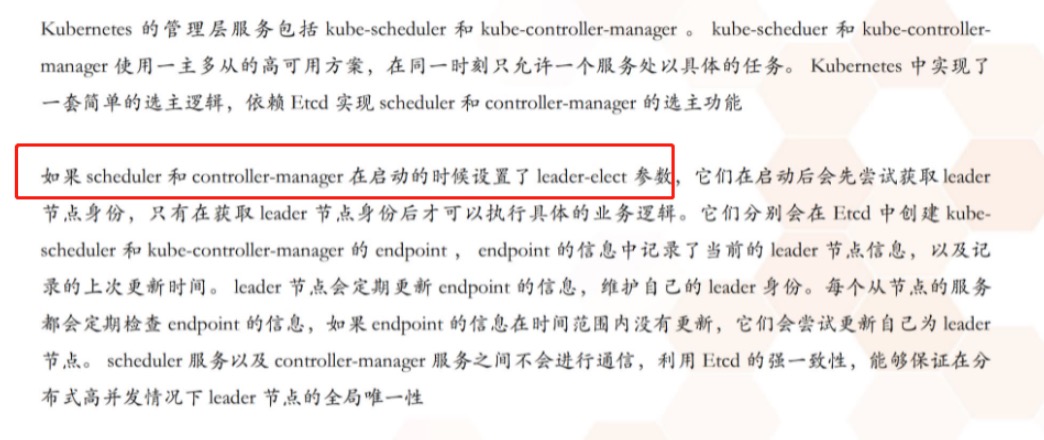 Kubernetes 的管理层服务包括 kube-scheduler 和 kube-controller-manager 。 kube-scheduer 和 kube-controller-
manager 使用一主多从的高可用方案，在同一时刻只允许一个服务处以具体的任务。 Kubernetes 中实现了
一套简单的选主逻辑，依赖 Etcd 实现 scheduler 和 controller-manager 的选主功能
如果 scheduler 和 controller-manager 在启动的时候设置了 leader-elect 参数，它们在启动后会先尝试获取 leader
节点身份，只有在获取 leader 节点身份后才可以执行具体的业务逻辑。它们分别会在 Etcd 中创建 kube-
scheduler 和 kube-controller-manager 的 endpoint ， endpoint 的信息中记录了当前的 leader 节点信息，以及记
录的上次更新时间。 leader 节点会定期更新 endpoint 的信息，维护自己的 leader 身份。每个从节点的服务
都会定期检查 endpoint 的信息，如果 endpoint 的信息在时间范围内没有更新，它们会尝试更新自己为 leader
节点。 scheduler 服务以及 controller-manager 服务之间不会进行通信，利用 Etcd 的强一致性，能够保证在分
布式高并发情况下 leader 节点的全局唯一性